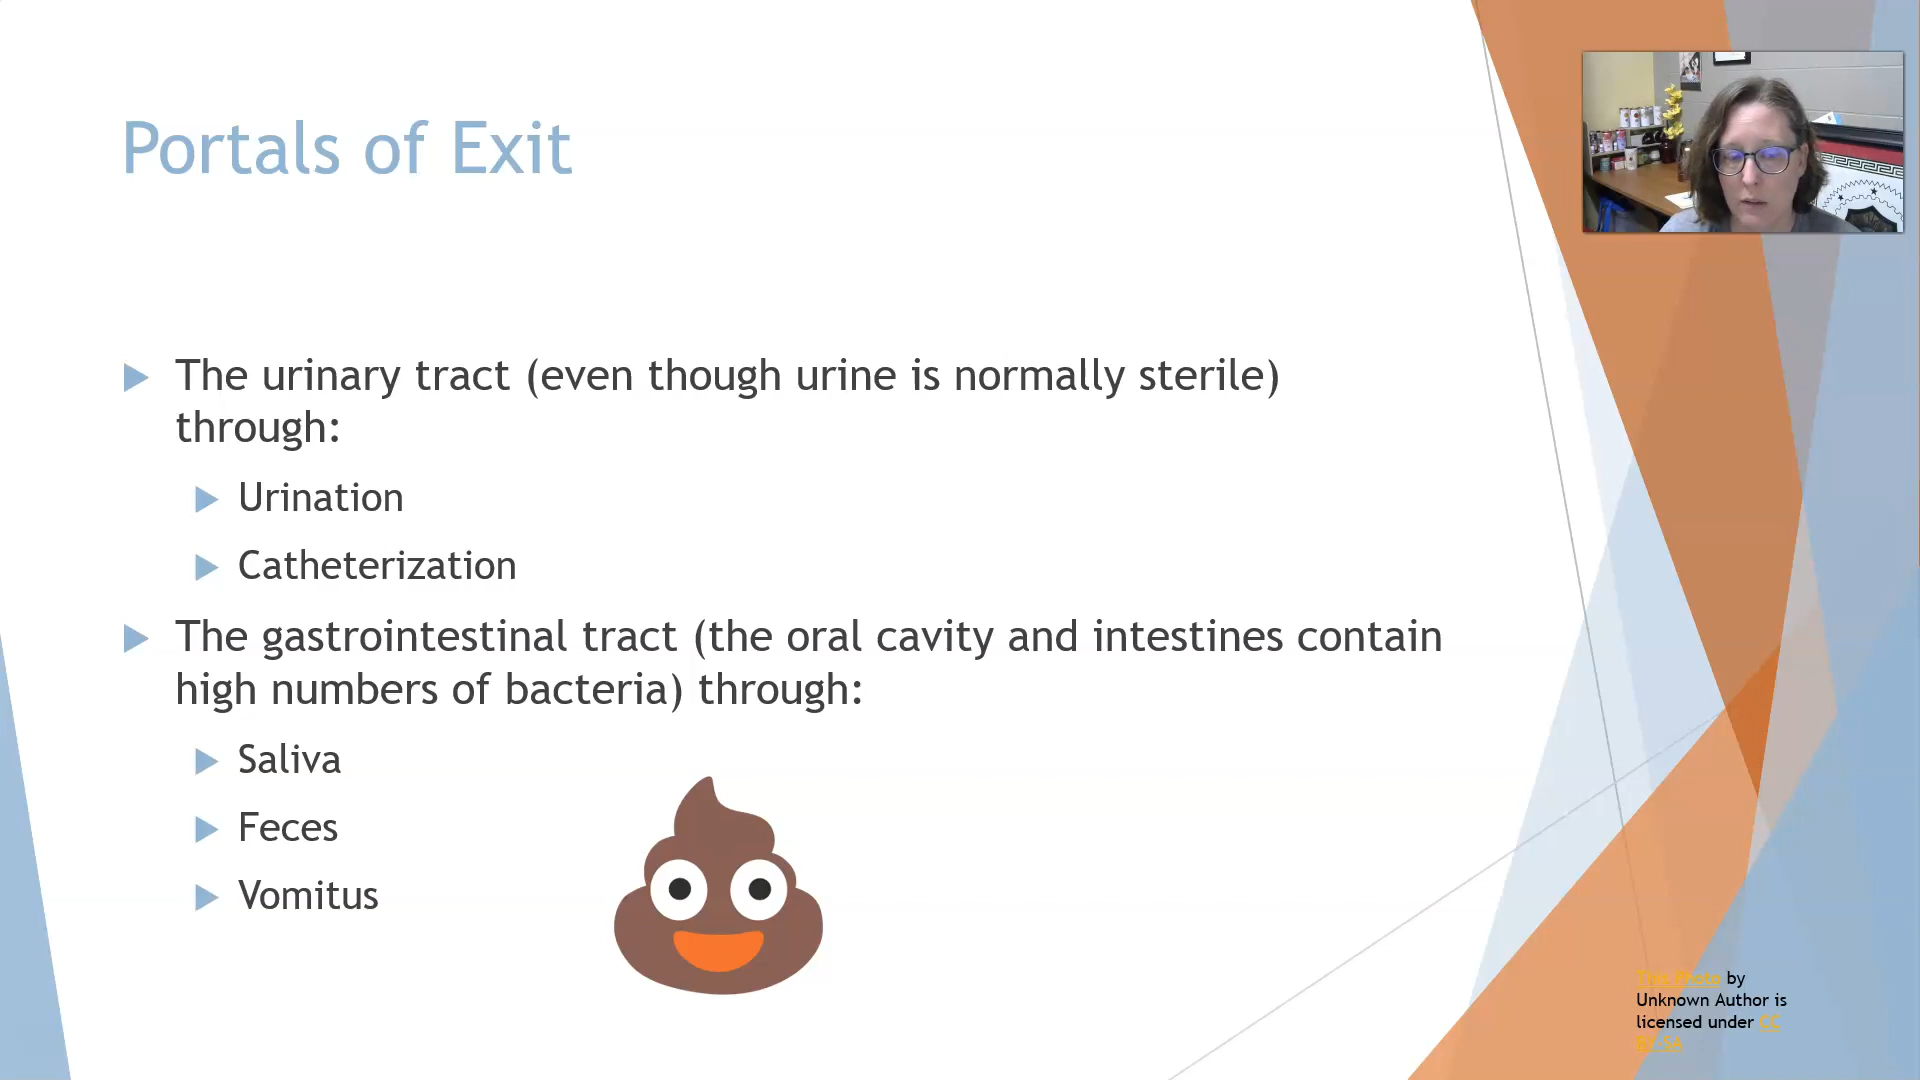 Portals of Exit
The urinary tract (even though urine is normally sterile)
through:
Urination
Catheterization
The gastrointestinal tract (the oral cavity and intestines contain
high numbers of bacteria) through:
Saliva
Feces
Vomitus
This Photo by
Unknown Author is
licensed under CC
BY-SA